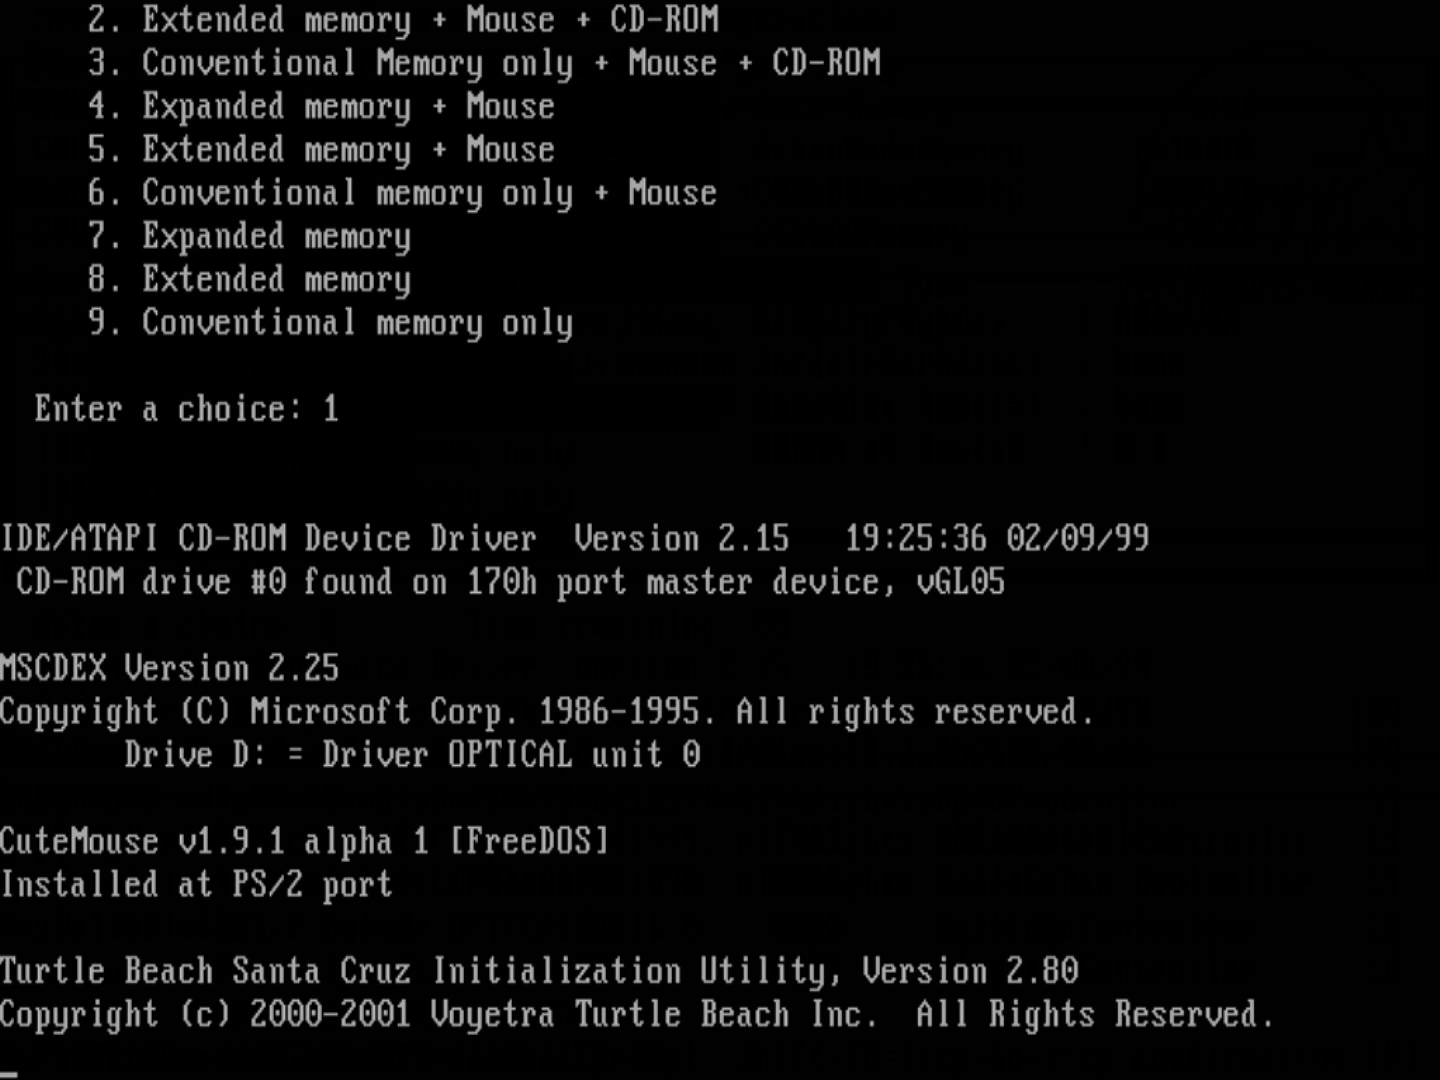 2. Extended memory + Mouse + CD-ROM
3. Conventional Memory only + Mouse + CD-ROM
4. Expanded memory + Mouse
5. Extended memory + Mouse
6. Conventional memory only + Mouse
7. Expanded memory
8. Extended memory
9. Conventional memory only
Enter a choice: 1
IDE/ATAPI CD-ROM Device Driver  Version 2.15   19:25:36 02/09/99
CD-ROM drive #0 found on 170h port master device, vGL05
MSCDEX Version 2.25
Copyright (C) Microsoft Corp. 1986-1995. All rights reserved.
Drive D: = Driver OPTICAL unit 0
CuteMouse v1.9.1 alpha 1 [FreeDOS]
Installed at PS/2 port
Turtle Beach Santa Cruz Initialization Utility, Version 2.80
Copyright (c) 2000-2001 Voyetra Turtle Beach Inc.  All Rights Reserved.